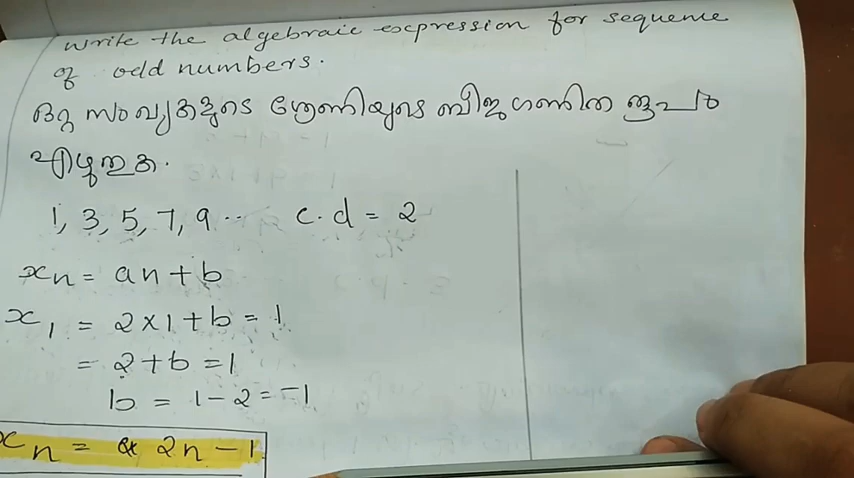 Write the algebraic expression for sequence
of odd numbers.
ഒറ്റ സംഖ്യകളുടെ ശ്രേണിയുടെ ബീജഗണിത രൂപം
എഴുതുക.
1, 3, 5, 7, 9 ·· c.d = 2
xn = an + b
x1 = 2×1 + b = 1
= 2 + b = 1
b = 1 - 2 = -1
xn = 2n - 1